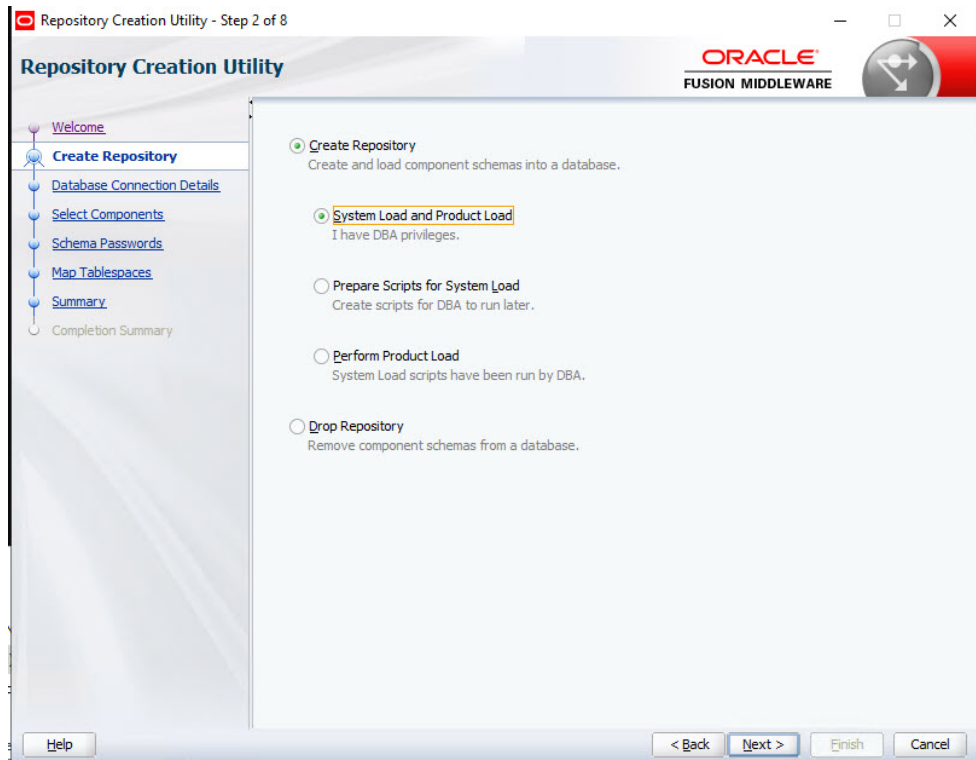 Repository Creation Utility - Step 2 of 8
Repository Creation Utility
ORACLE
FUSION MIDDLEWARE
Welcome
Create Repository
Database Connection Details
Select Components
Schema Passwords
Map Tablespaces
Summary
Completion Summary
Create Repository
Create and load component schemas into a database.
System Load and Product Load
I have DBA privileges.
Prepare Scripts for System Load
Create scripts for DBA to run later.
Perform Product Load
System Load scripts have been run by DBA.
Drop Repository
Remove component schemas from a database.
Help
< Back
Next >
Finish
Cancel